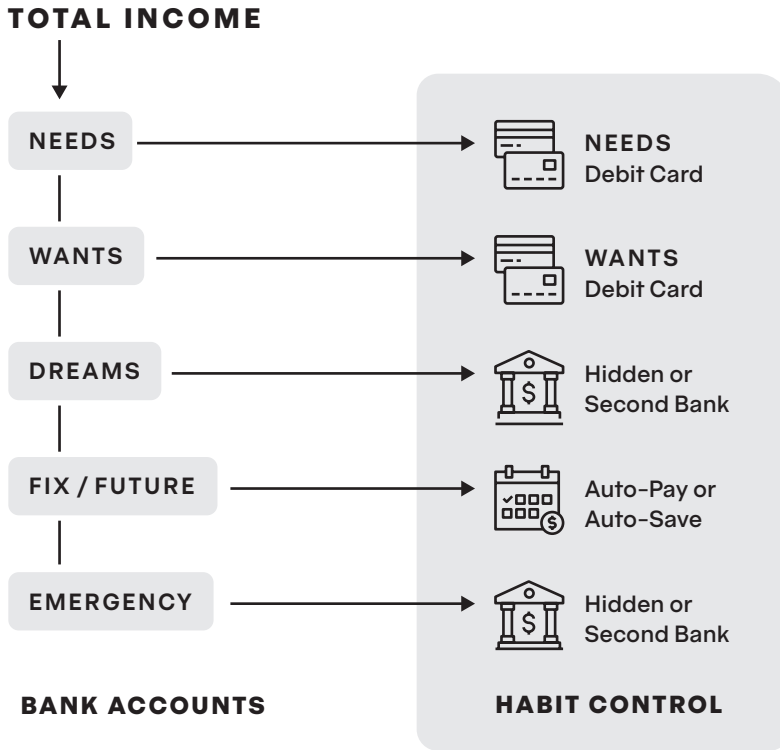 TOTAL INCOME
NEEDS
NEEDS
Debit Card
WANTS
WANTS
Debit Card
DREAMS
Hidden or
Second Bank
FIX / FUTURE
Auto-Pay or
Auto-Save
EMERGENCY
Hidden or
Second Bank
BANK ACCOUNTS
HABIT CONTROL